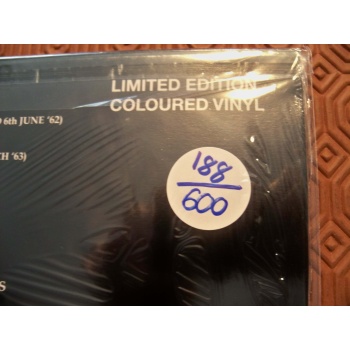 LIMITED EDITION
COLOURED VINYL
6th JUNE '62)
'63)
188
600